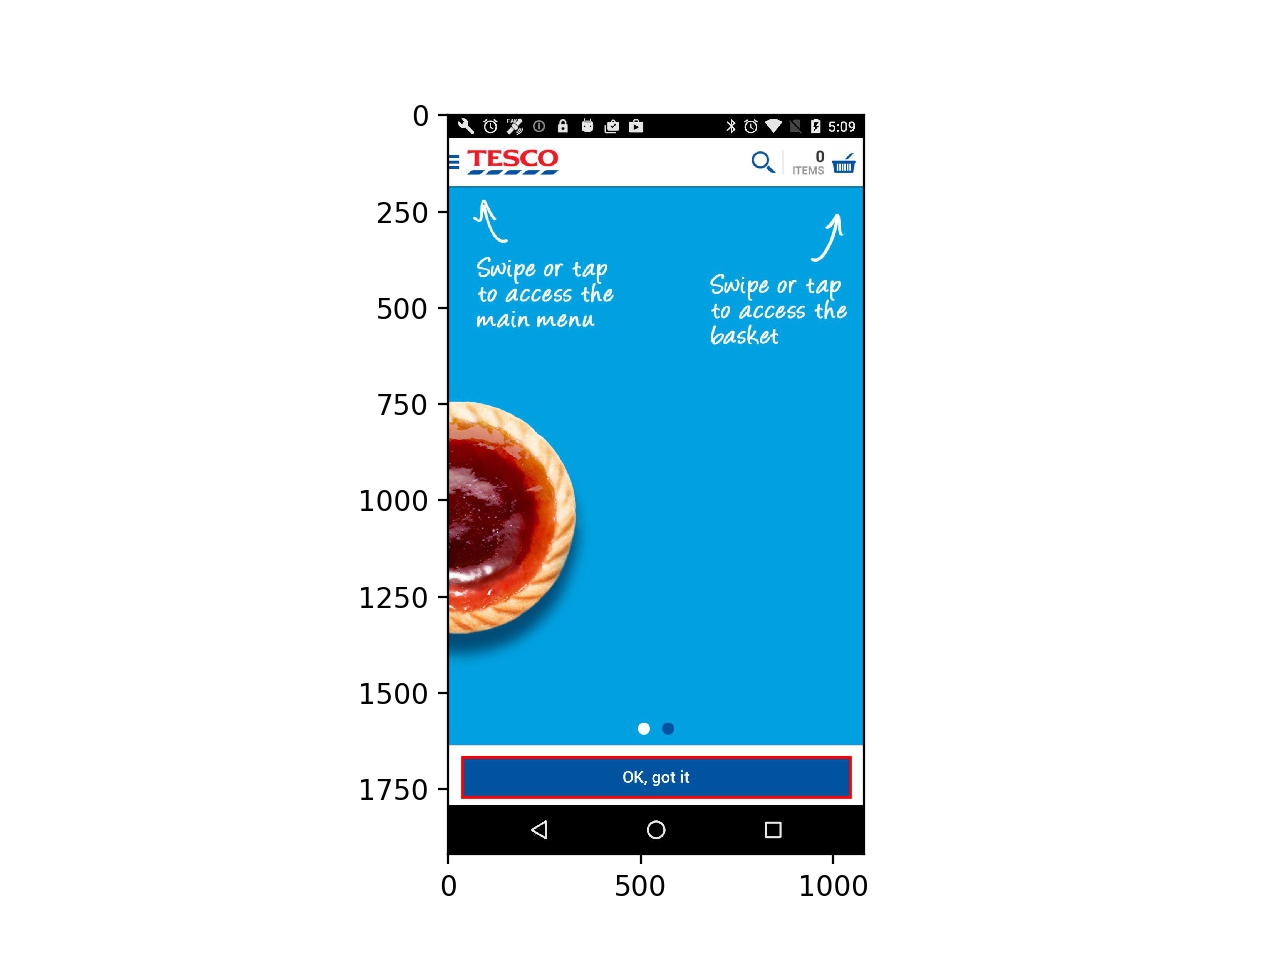 0
250
500
750
1000
1250
1500
1750
0
500
1000
5:09
TESCO
0
ITEMS
Swipe or tap
to access the
main menu
Swipe or tap
to access the
basket
OK, got it